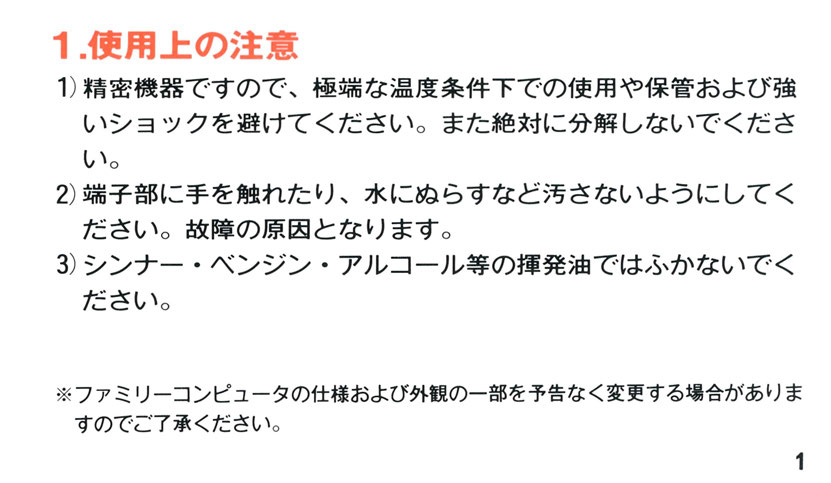 1.使用上の注意
1)精密機器ですので、極端な温度条件下での使用や保管および強
いショックを避けてください。また絶対に分解しないでくださ
い。
2)端子部に手を触れたり、水にぬらすなど汚さないようにしてく
ださい。故障の原因となります。
3)シンナー・ベンジン・アルコール等の揮発油ではふかないでく
ださい。
※ファミリーコンピュータの仕様および外観の一部を予告なく変更する場合がありま
すのでご了承ください。
1